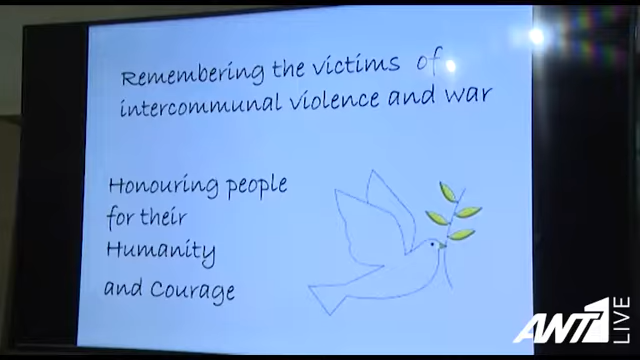 Remembering the victims of
intercommunal violence and war
Honouring people
for their
Humanity
and Courage
ANT1 LIVE